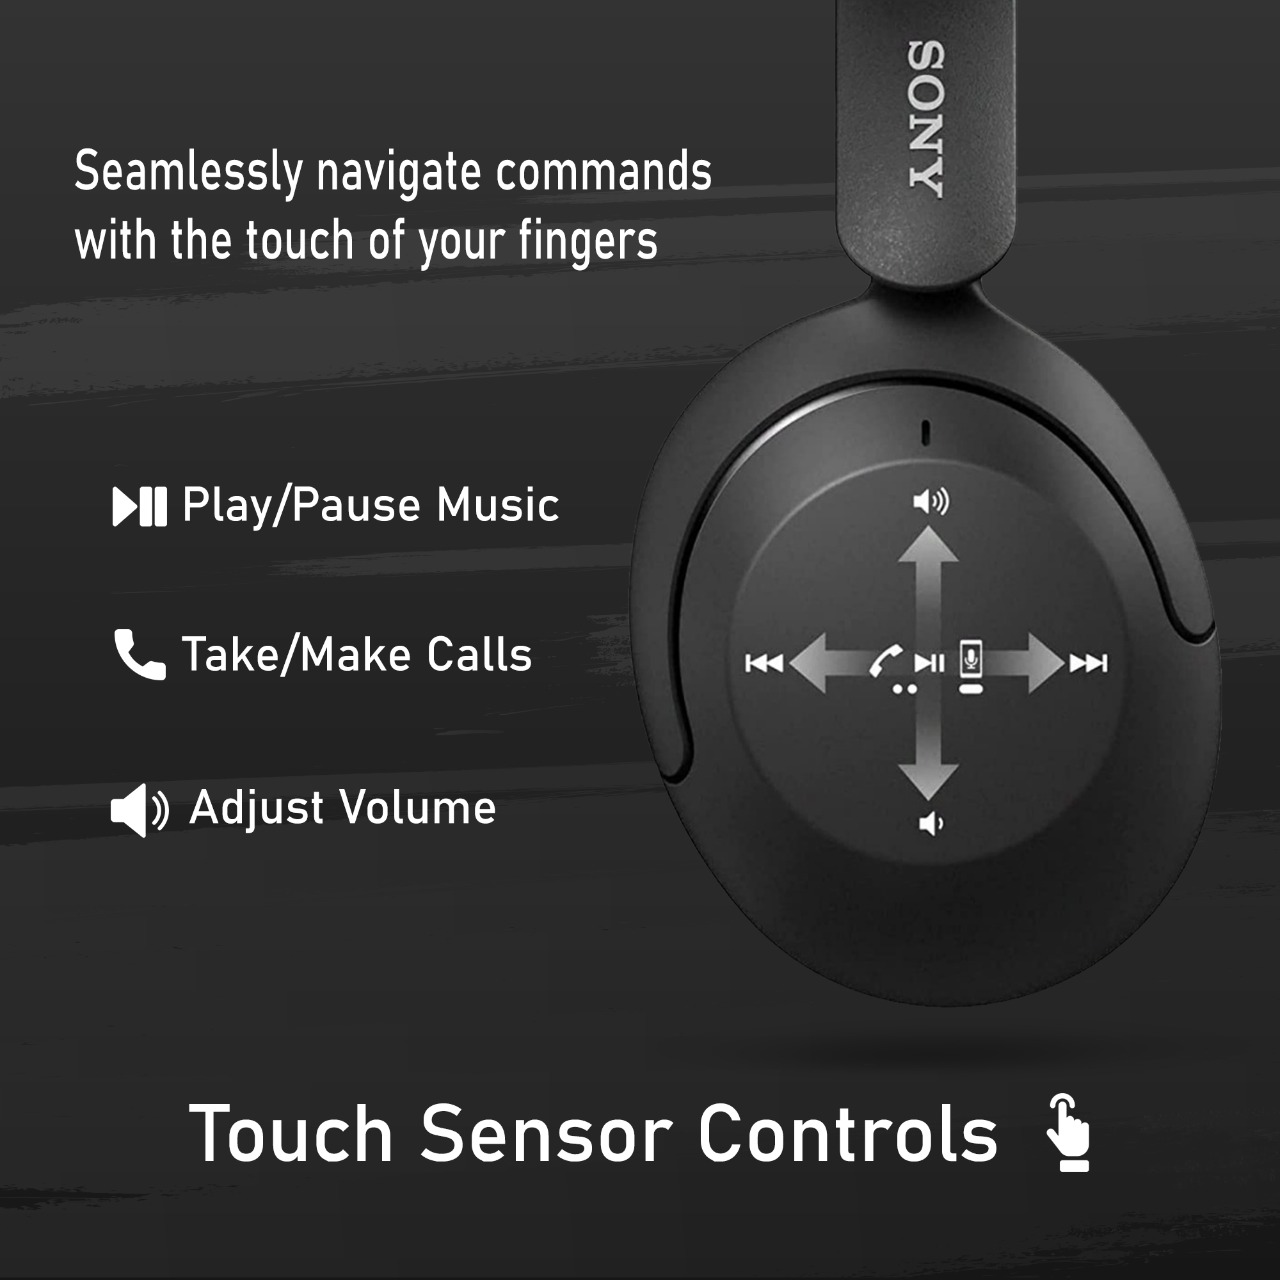 SONY
Seamlessly navigate commands
with the touch of your fingers
Play/Pause Music
Take/Make Calls
Adjust Volume
Touch Sensor Controls